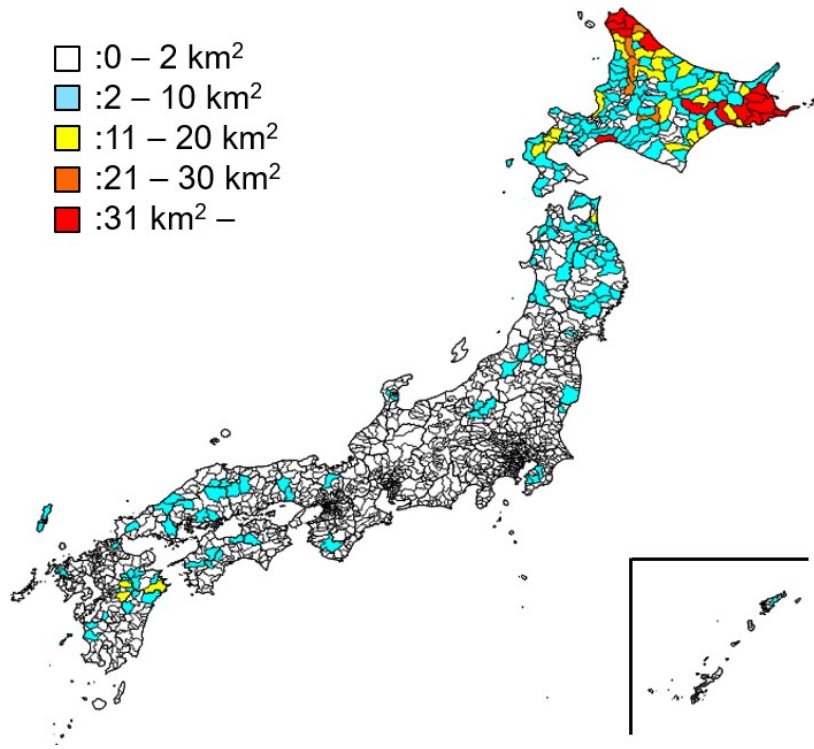 :0 – 2 km²
:2 – 10 km²
:11 – 20 km²
:21 – 30 km²
:31 km² –